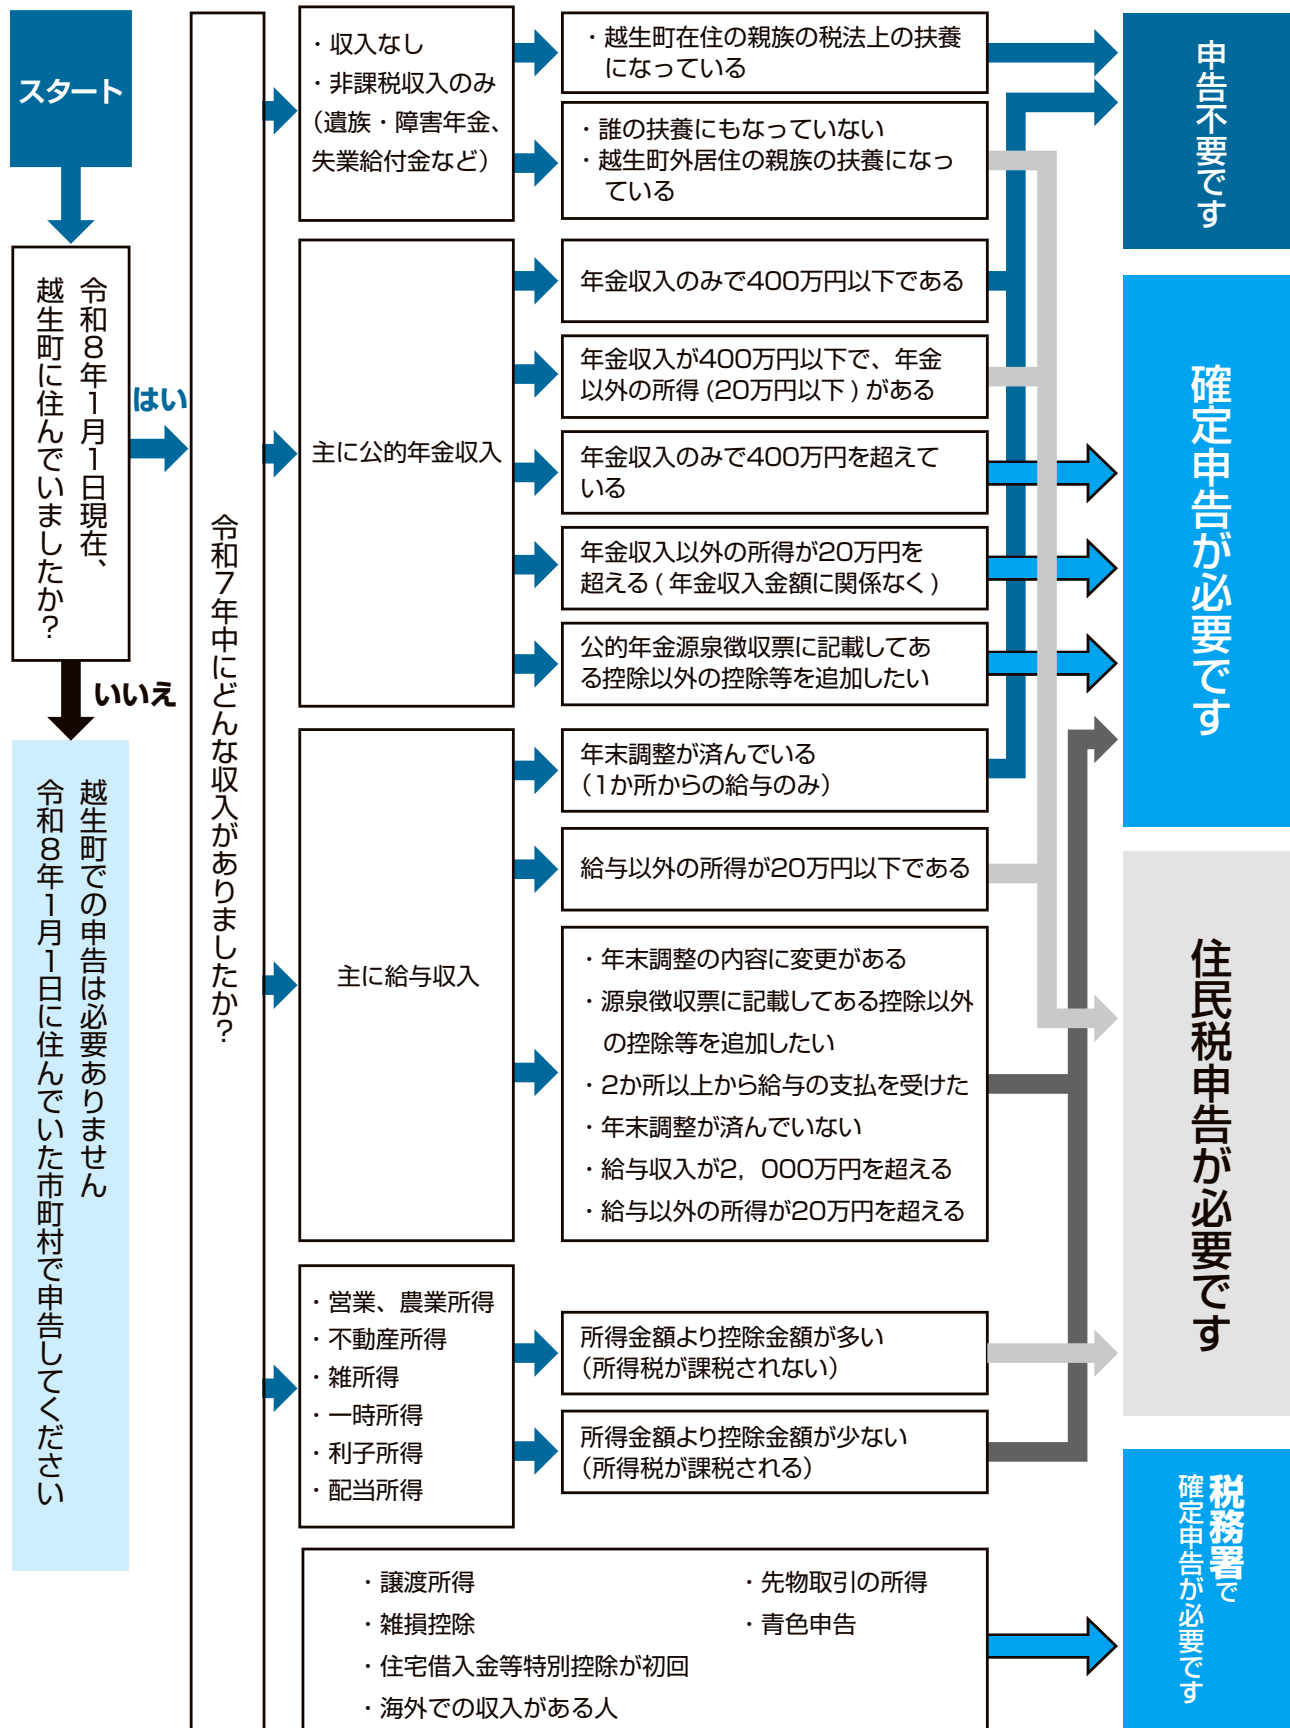 スタート
令和8年1月1日現在、
越生町に住んでいましたか?
はい
いいえ
越生町での申告は必要ありません
令和8年1月1日に住んでいた市町村で申告してください
令和7年中にどんな収入がありましたか?
・収入なし
・非課税収入のみ
(遺族・障害年金、
失業給付金など)
・越生町在住の親族の税法上の扶養
になっている
・誰の扶養にもなっていない
・越生町外居住の親族の扶養になっ
ている
主に公的年金収入
年金収入のみで400万円以下である
年金収入が400万円以下で、年金
以外の所得 (20万円以下 ) がある
年金収入のみで400万円を超えて
いる
年金収入以外の所得が20万円を
超える ( 年金収入金額に関係なく )
公的年金源泉徴収票に記載してあ
る控除以外の控除等を追加したい
主に給与収入
年末調整が済んでいる
(1か所からの給与のみ)
給与以外の所得が20万円以下である
・年末調整の内容に変更がある
・源泉徴収票に記載してある控除以外
の控除等を追加したい
・2か所以上から給与の支払を受けた
・年末調整が済んでいない
・給与収入が2，000万円を超える
・給与以外の所得が20万円を超える
・営業、農業所得
・不動産所得
・雑所得
・一時所得
・利子所得
・配当所得
所得金額より控除金額が多い
(所得税が課税されない)
所得金額より控除金額が少ない
(所得税が課税される)
・譲渡所得
・雑損控除
・住宅借入金等特別控除が初回
・海外での収入がある人
・先物取引の所得
・青色申告
申告不要です
確定申告が必要です
住民税申告が必要です
税務署で
確定申告が必要です